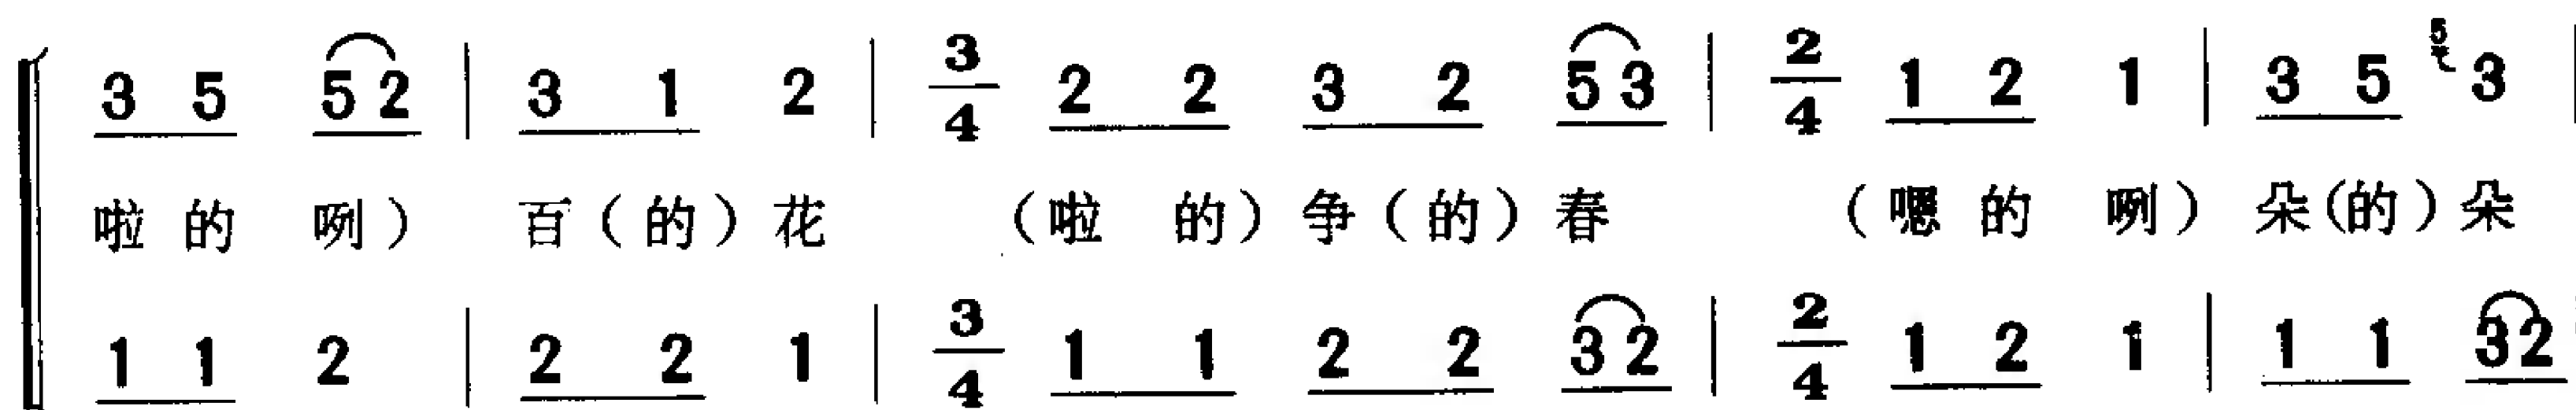 3 5 5 2 | 3 1 2 | 3/4 2 2 3 2 5 3 | 2/4 1 2 1 | 3 5 5 3 |
啦 的 咧） 百（的）花 （啦 的）争（的）春 （嗯 的 咧）朵（的）朵
1 1 2 | 2 2 1 | 3/4 1 1 2 2 3 2 | 2/4 1 2 1 | 1 1 3 2